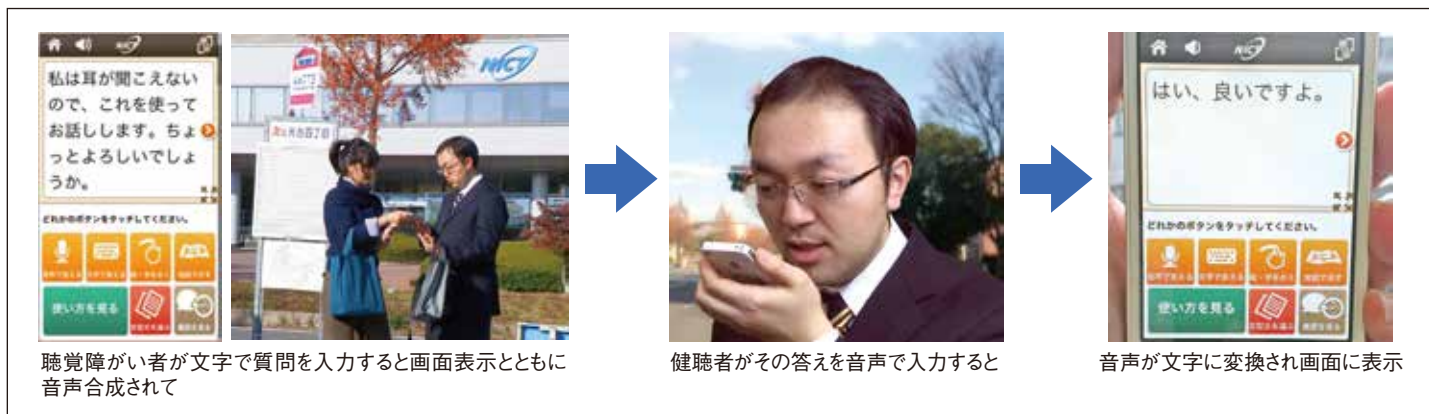 NICT
私は耳が聞こえない
ので、これを使って
お話しします。ちょ
っとよろしいでしょ
うか。
どれかのボタンをタッチしてください。
使い方を見る
NICT
聴覚障がい者が文字で質問を入力すると画面表示とともに
音声合成されて
健聴者がその答えを音声で入力すると
NICT
はい、良いですよ。
どれかのボタンをタッチしてください。
使い方を見る
音声が文字に変換され画面に表示